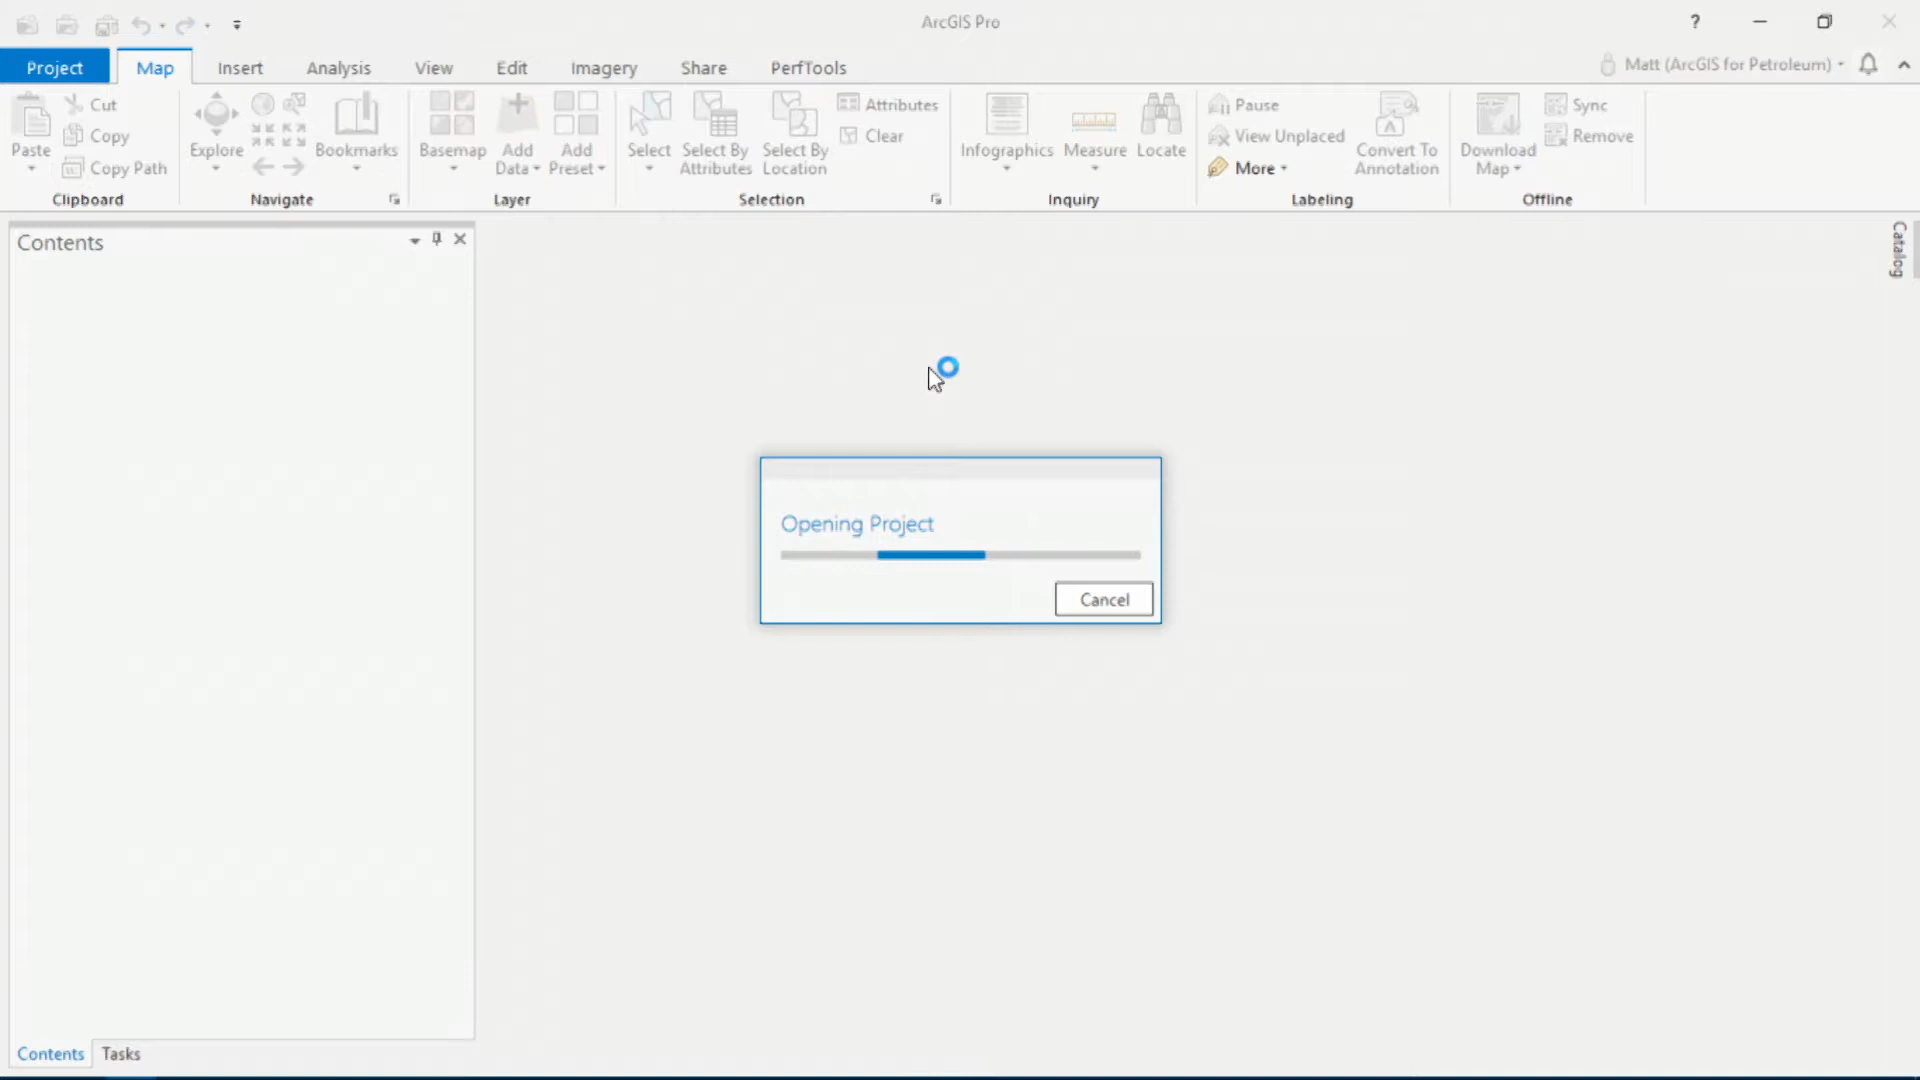 ArcGIS Pro
?
Project
Map
Insert
Analysis
View
Edit
Imagery
Share
PerfTools
Matt (ArcGIS for Petroleum)
Paste
Cut
Copy
Copy Path
Clipboard
Explore
Bookmarks
Navigate
Basemap
Add
Data
Add
Preset
Layer
Select
Select By
Attributes
Select By
Location
Attributes
Clear
Selection
Infographics
Measure
Locate
Inquiry
Pause
View Unplaced
More
Convert To
Annotation
Labeling
Download
Map
Sync
Remove
Offline
Contents
Catalog
Opening Project
Cancel
Contents
Tasks